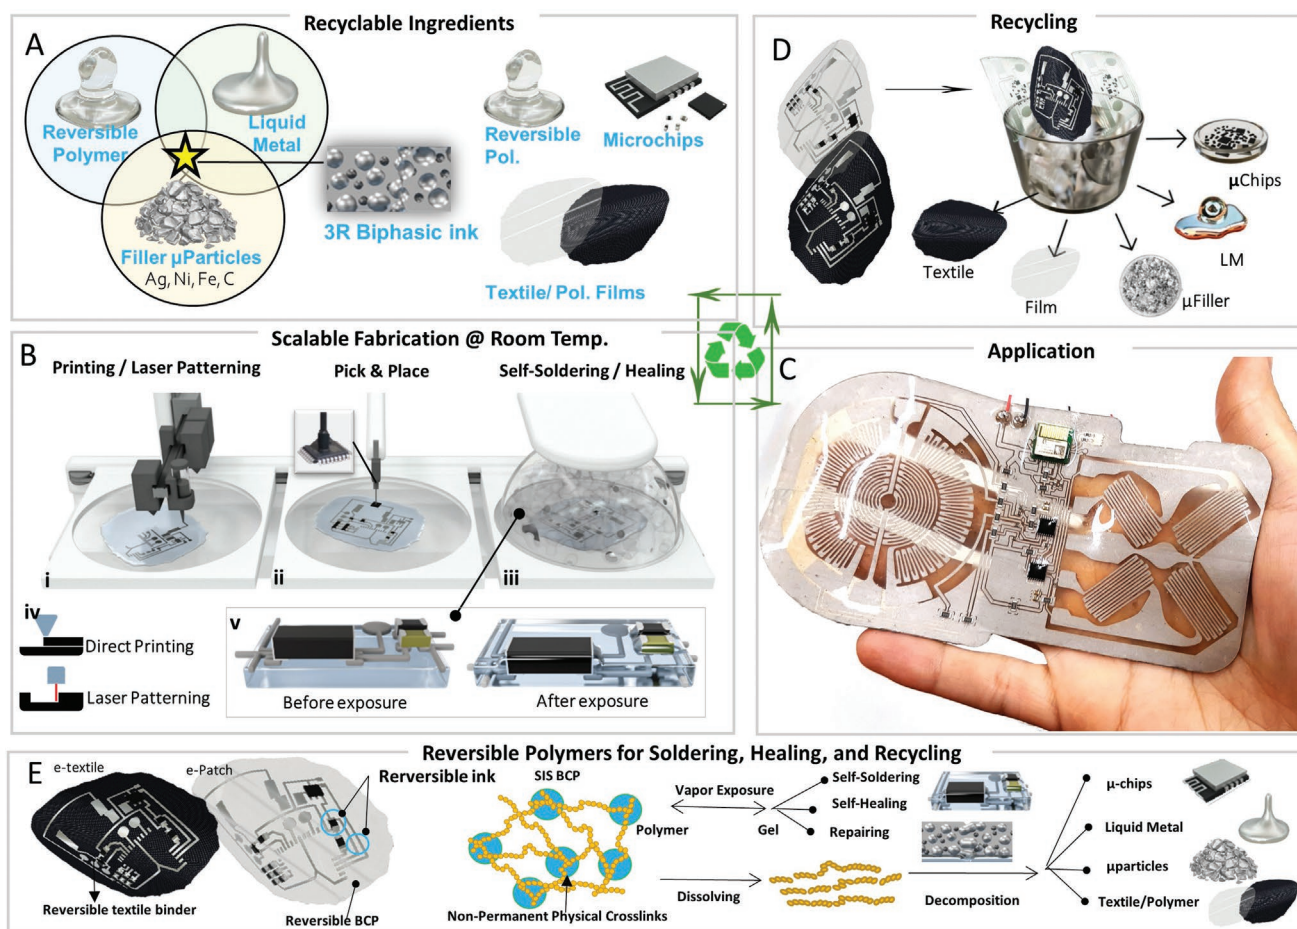 Recyclable Ingredients
A
Reversible
Polymer
Liquid
Metal
Filler µParticles
Ag, Ni, Fe, C
3R Biphasic ink
Reversible
Pol.
Microchips
Textile/ Pol. Films
Recycling
D
Textile
Film
µFiller
LM
µChips
Scalable Fabrication @ Room Temp.
B
Printing / Laser Patterning
Pick & Place
Self-Soldering / Healing
i
ii
iii
iv
Direct Printing
Laser Patterning
v
Before exposure
After exposure
Application
C
Reversible Polymers for Soldering, Healing, and Recycling
E
e-textile
e-Patch
Rerversible ink
Reversible textile binder
Reversible BCP
SIS BCP
Non-Permanent Physical Crosslinks
Vapor Exposure
Polymer
Gel
Self-Soldering
Self-Healing
Repairing
Dissolving
Decomposition
µ-chips
Liquid Metal
µparticles
Textile/Polymer